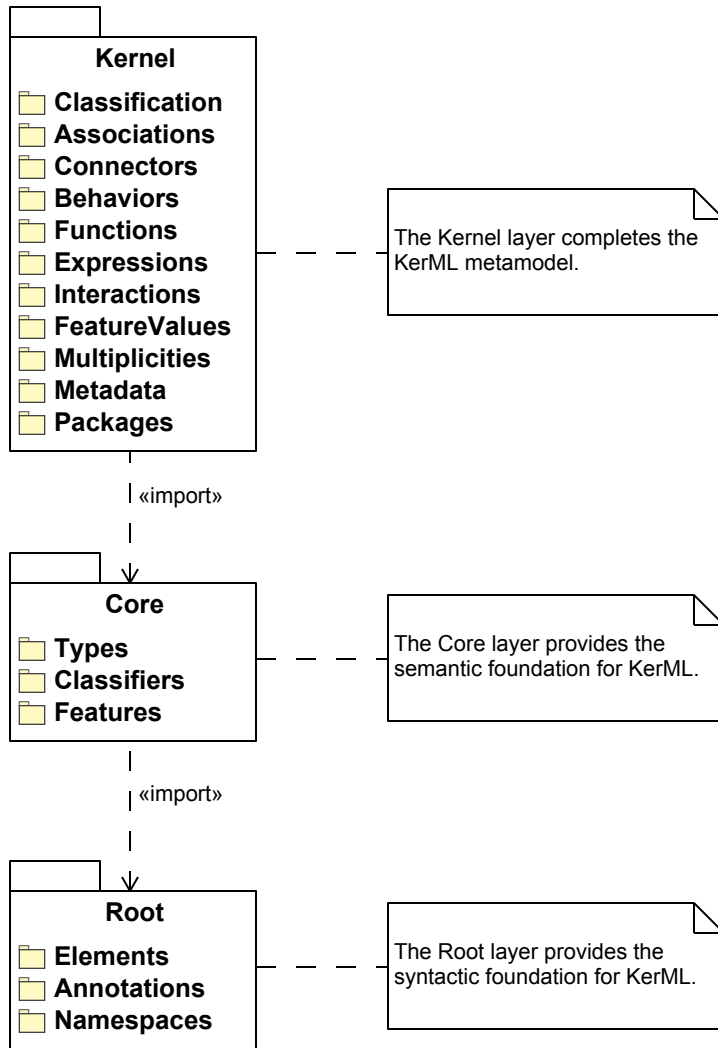 Kernel
Classification
Associations
Connectors
Behaviors
Functions
Expressions
Interactions
FeatureValues
Multiplicities
Metadata
Packages
The Kernel layer completes the
KerML metamodel.
«import»
Core
Types
Classifiers
Features
The Core layer provides the
semantic foundation for KerML.
«import»
Root
Elements
Annotations
Namespaces
The Root layer provides the
syntactic foundation for KerML.